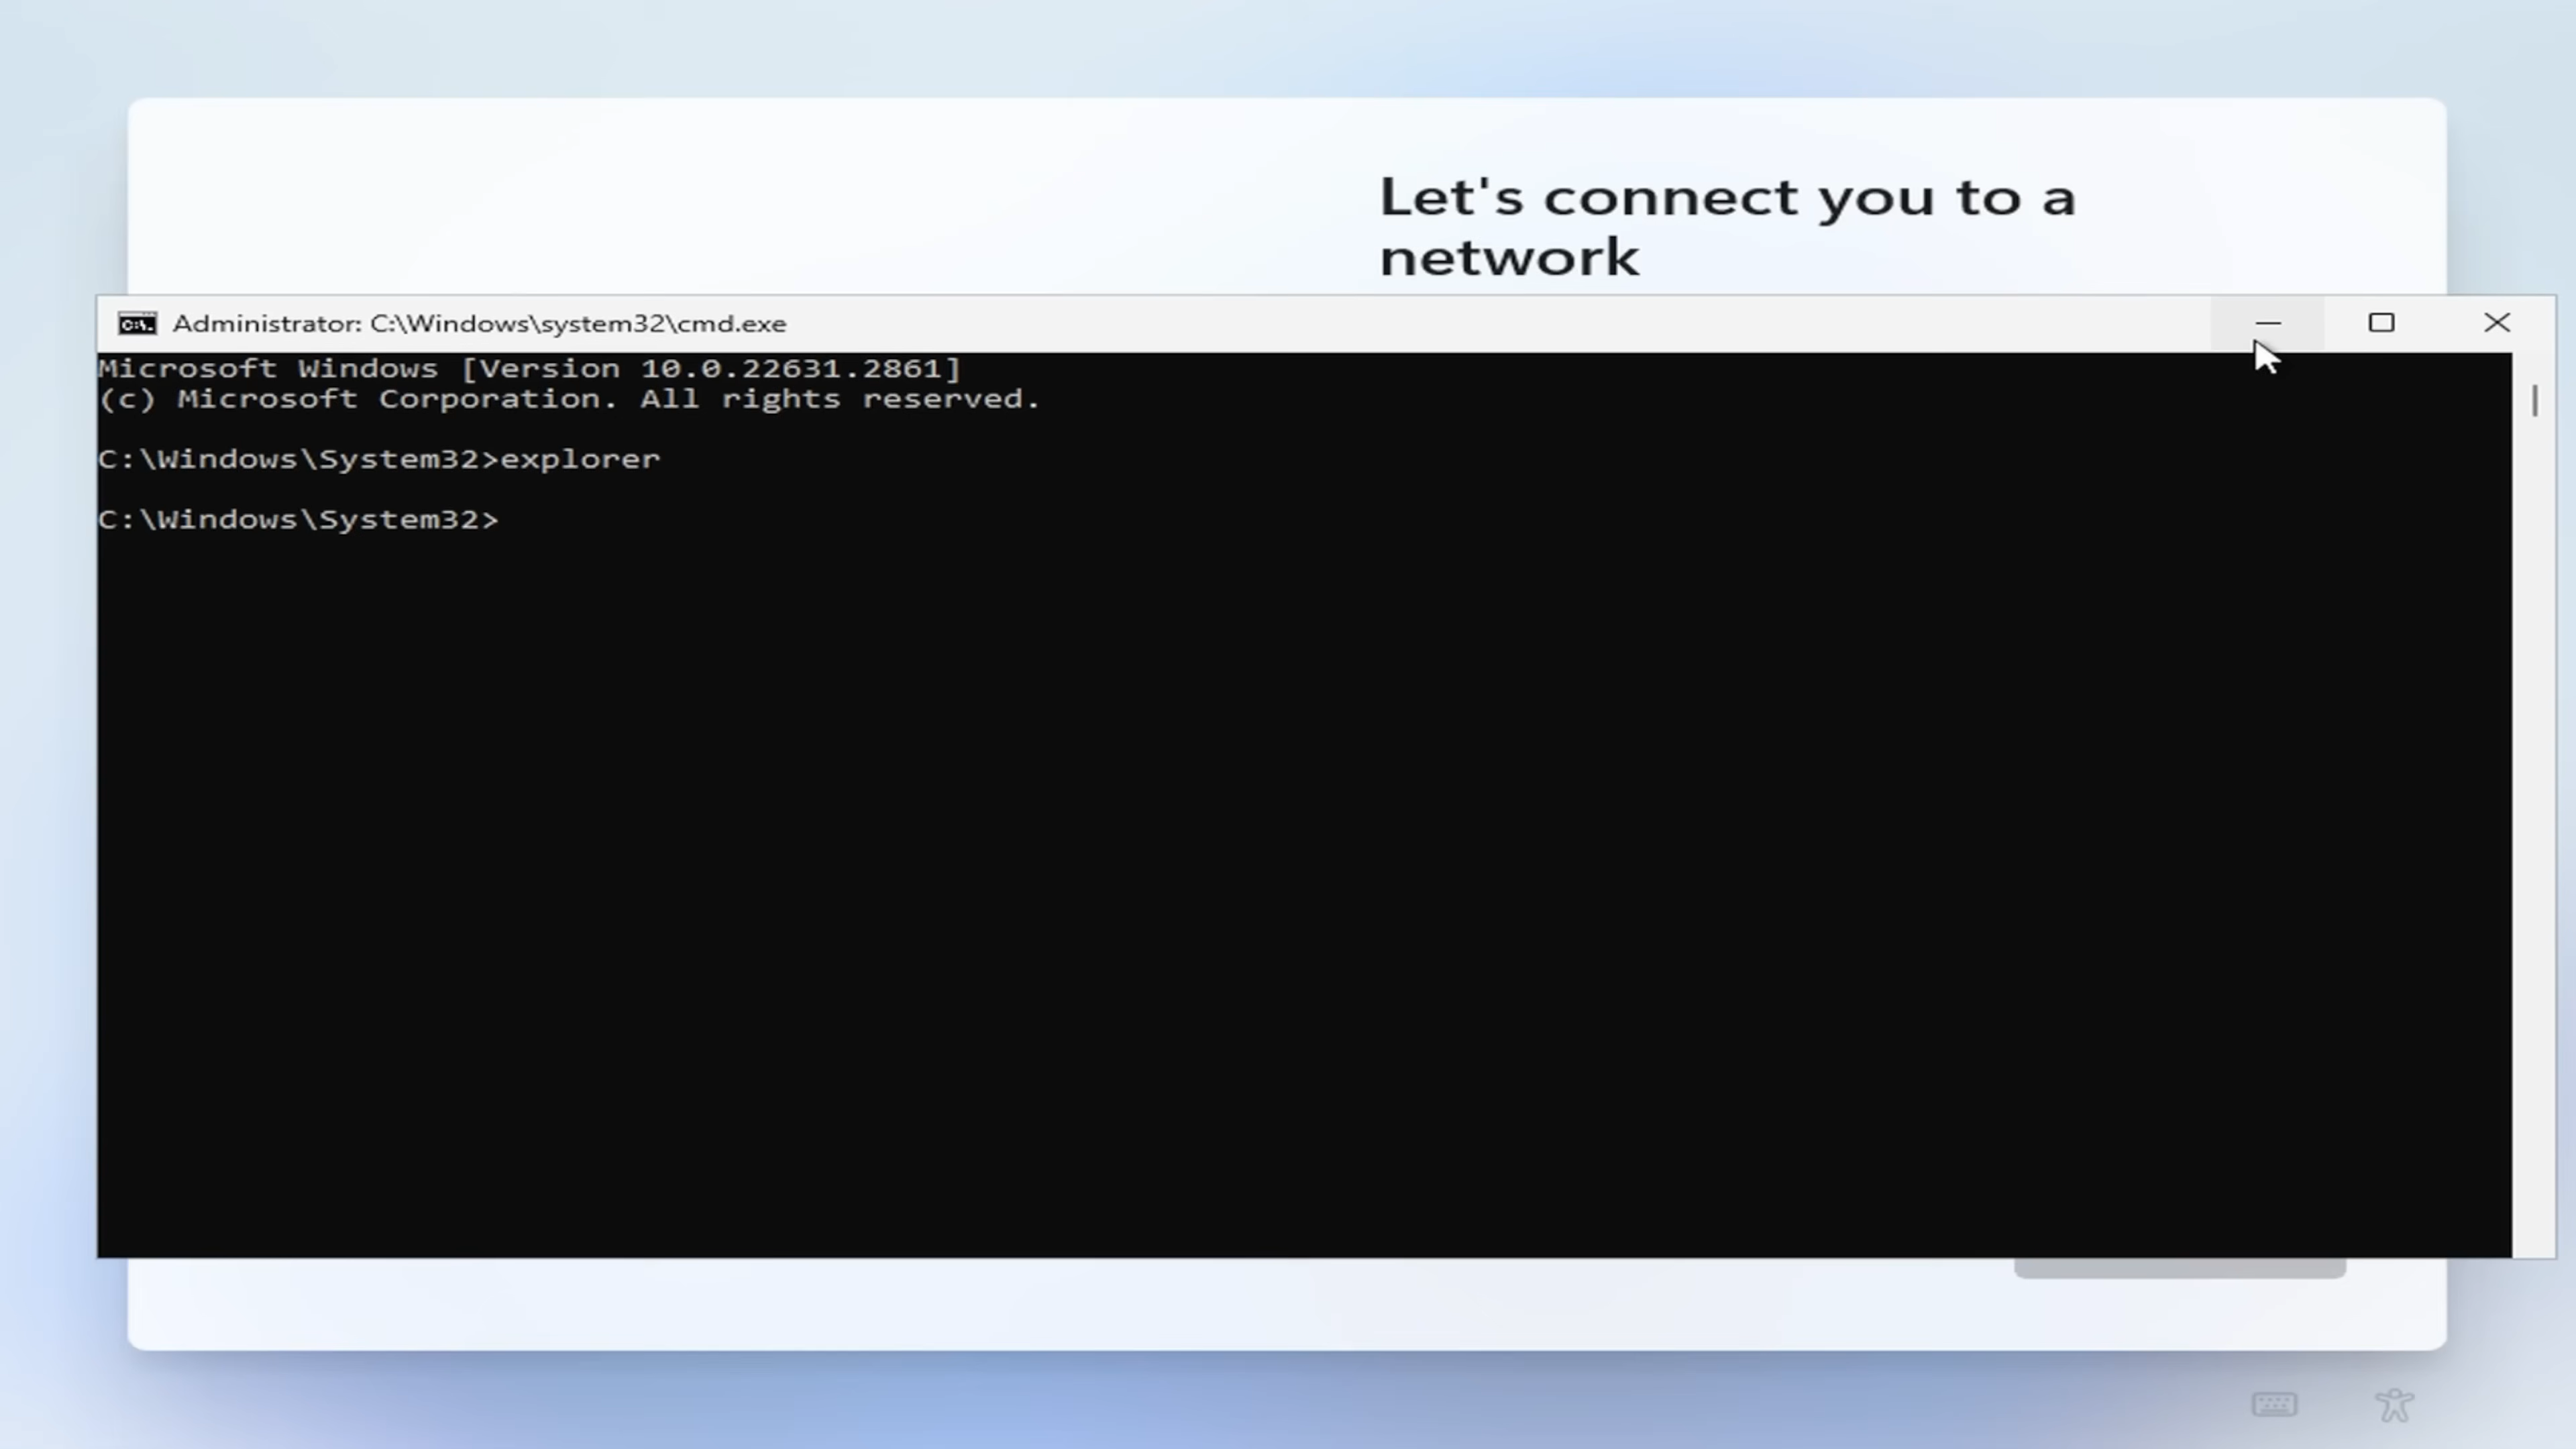 Let's connect you to a
network
Administrator: C:\Windows\system32\cmd.exe
Microsoft Windows [Version 10.0.22631.2861]
(c) Microsoft Corporation. All rights reserved.
C:\Windows\System32>explorer
C:\Windows\System32>